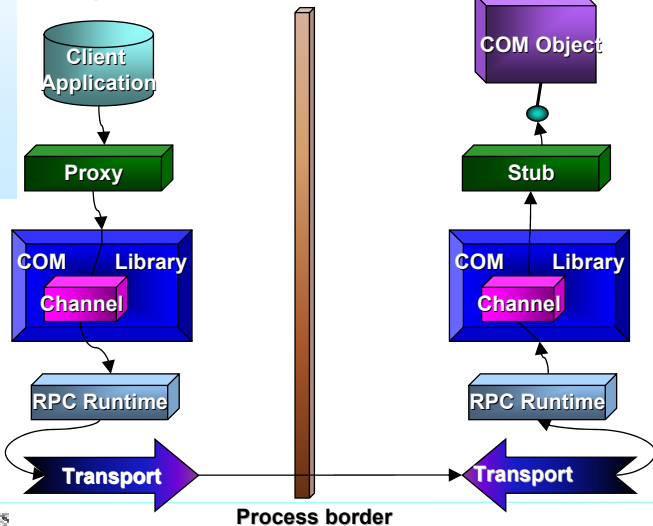 Client
Application
Proxy
COM Library
Channel
RPC Runtime
Transport
COM Object
Stub
COM Library
Channel
RPC Runtime
Transport
Process border